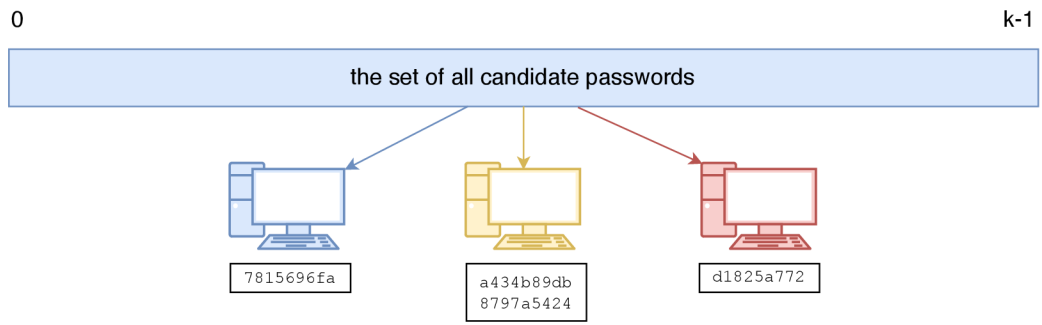 0
k-1
the set of all candidate passwords
7815696fa
a434b89db
8797a5424
d1825a772